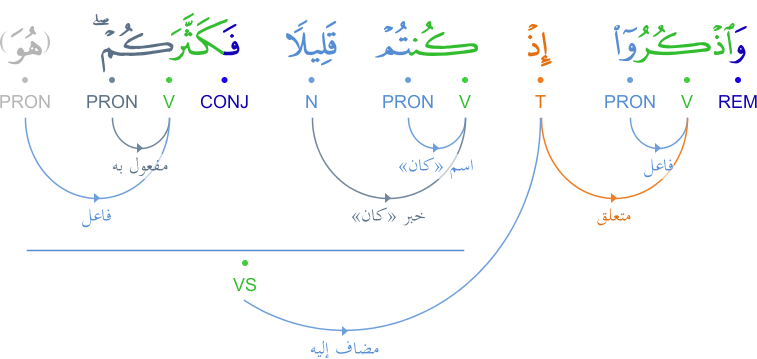 وَٱذْكُرُوٓا۟ إِذْ كُنتُمْ قَلِيلًا فَكَثَّرَكُمْ ۖ (هُوَ)
REM V PRON T V PRON N CONJ V PRON PRON
فاعل اسم «كان» مفعول به
متعلق خبر «كان» فاعل
VS
مضاف إليه